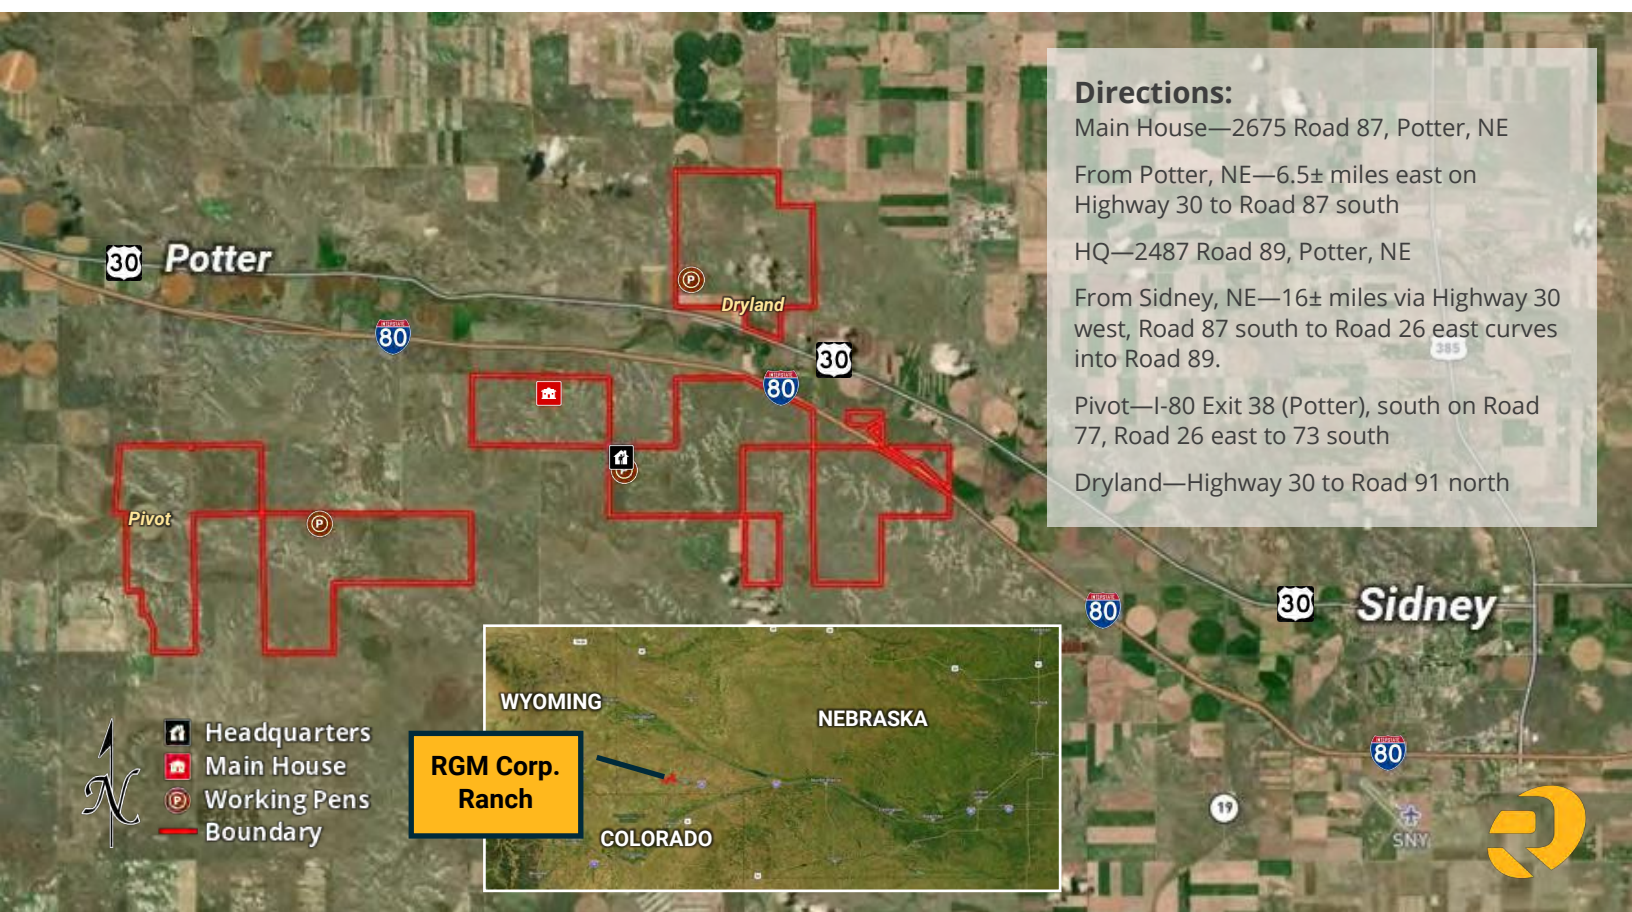 Directions:
Main House—2675 Road 87, Potter, NE
From Potter, NE—6.5± miles east on
Highway 30 to Road 87 south
HQ—2487 Road 89, Potter, NE
From Sidney, NE—16± miles via Highway 30
west, Road 87 south to Road 26 east curves
into Road 89.
Pivot—I-80 Exit 38 (Potter), south on Road
77, Road 26 east to 73 south
Dryland—Highway 30 to Road 91 north
385
30
Potter
INTERSTATE
80
P
Dryland
30
INTERSTATE
80
Pivot
P
P
INTERSTATE
80
30
Sidney
INTERSTATE
80
19
SNY
N
Headquarters
Main House
P
Working Pens
Boundary
RGM Corp.
Ranch
WYOMING
NEBRASKA
COLORADO